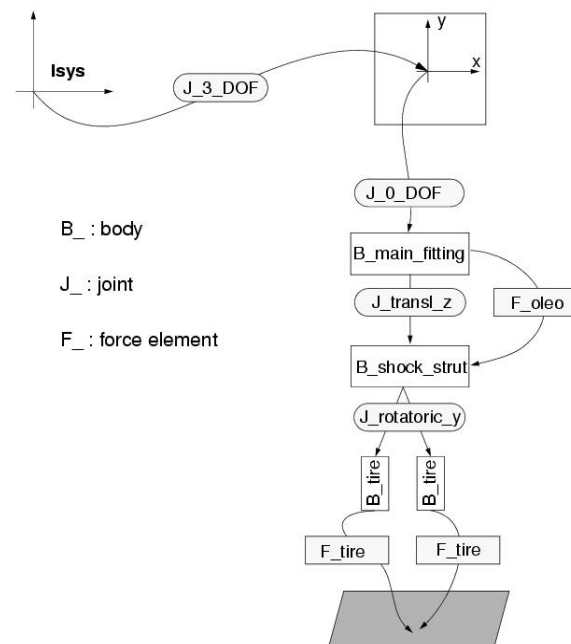 y
x
Isys
J_3_DOF
J_0_DOF
B_ : body
B_main_fitting
J_ : joint
J_transl_z
F_oleo
F_ : force element
B_shock_strut
J_rotatoric_y
B_tire
B_tire
F_tire
F_tire